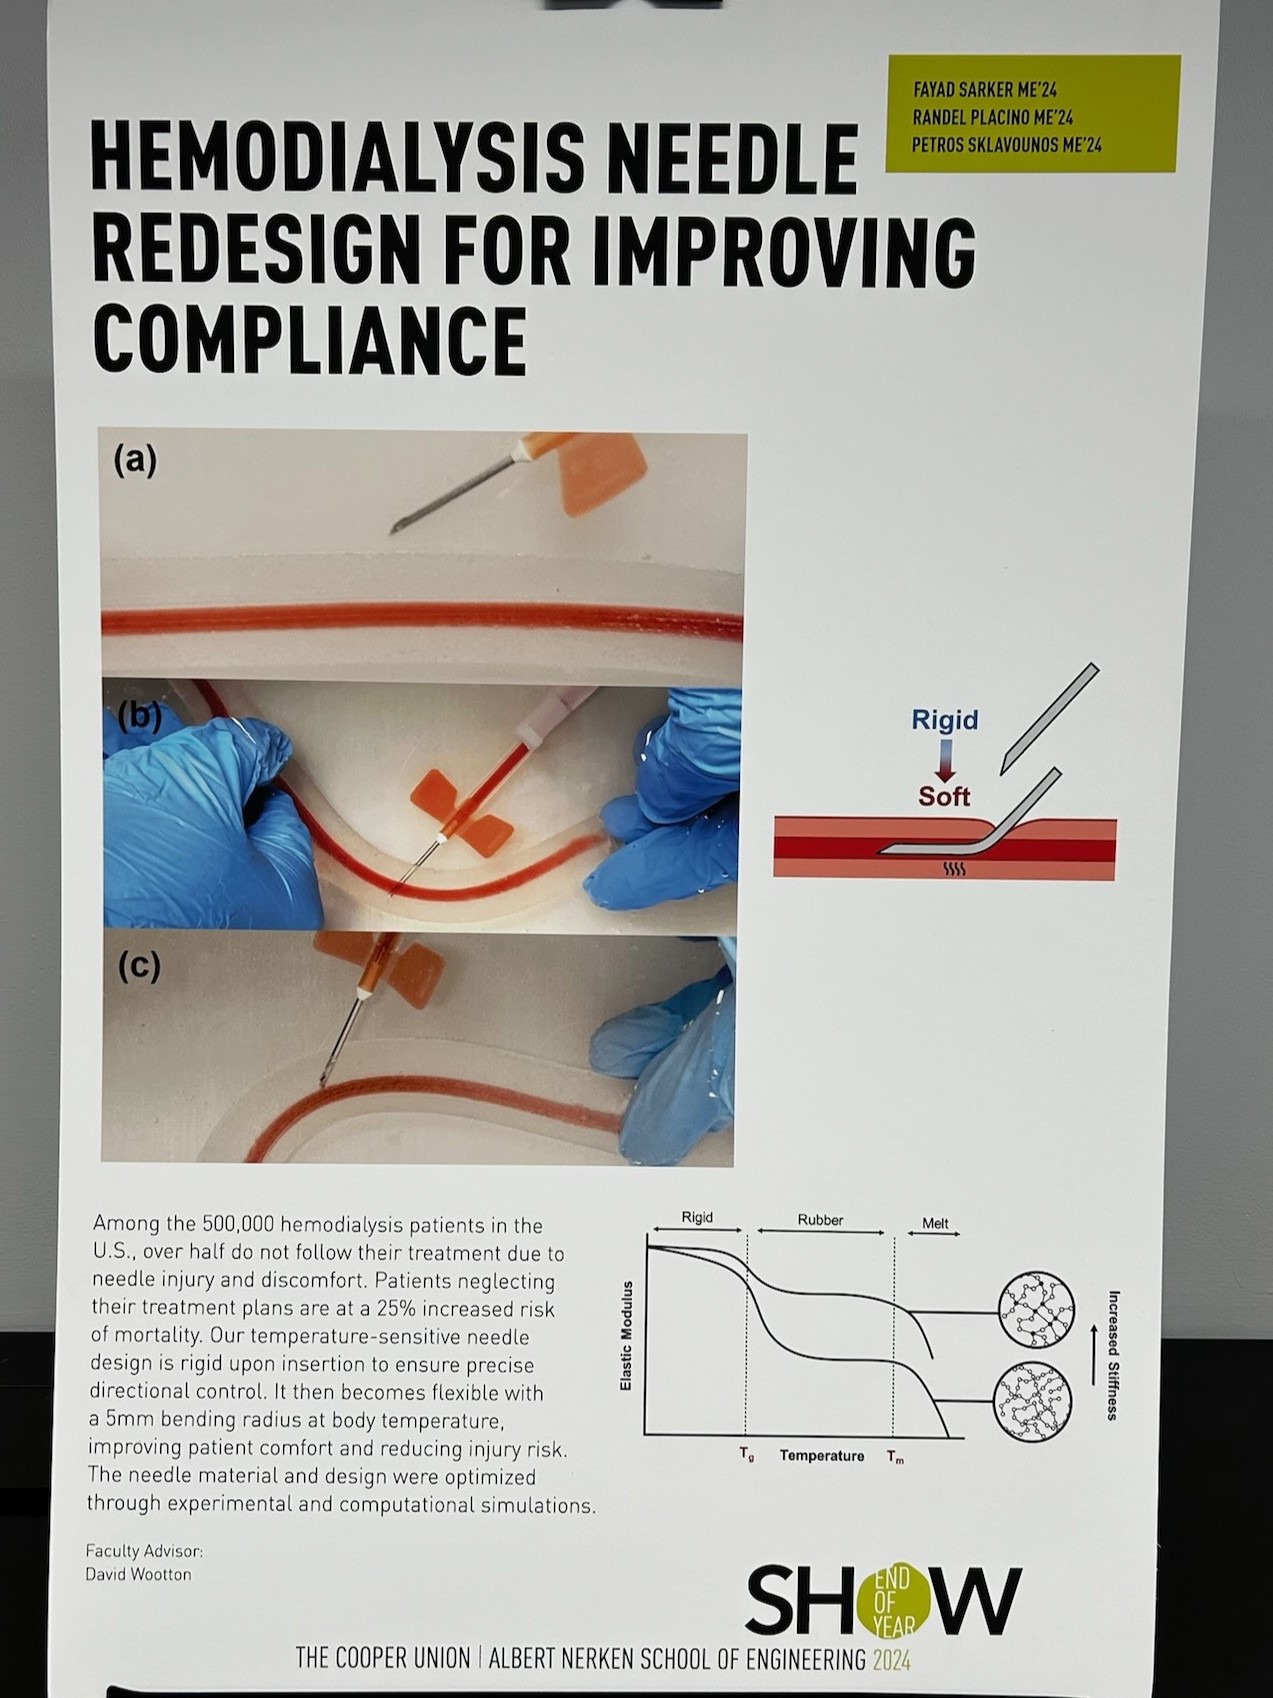 FAYAD SARKER ME'24
RANDEL PLACINO ME'24
PETROS SKLAVOUNOS ME'24
HEMODIALYSIS NEEDLE
REDESIGN FOR IMPROVING
COMPLIANCE
(a)
(b)
(c)
Rigid
Soft
Among the 500,000 hemodialysis patients in the
U.S., over half do not follow their treatment due to
needle injury and discomfort. Patients neglecting
their treatment plans are at a 25% increased risk
of mortality. Our temperature-sensitive needle
design is rigid upon insertion to ensure precise
directional control. It then becomes flexible with
a 5mm bending radius at body temperature,
improving patient comfort and reducing injury risk.
The needle material and design were optimized
through experimental and computational simulations.
Rigid
Rubber
Melt
Elastic Modulus
Increased Stiffness
Tg
Temperature
Tm
Faculty Advisor:
David Wootton
SHOW
END
OF
YEAR
THE COOPER UNION | ALBERT NERKEN SCHOOL OF ENGINEERING 2024